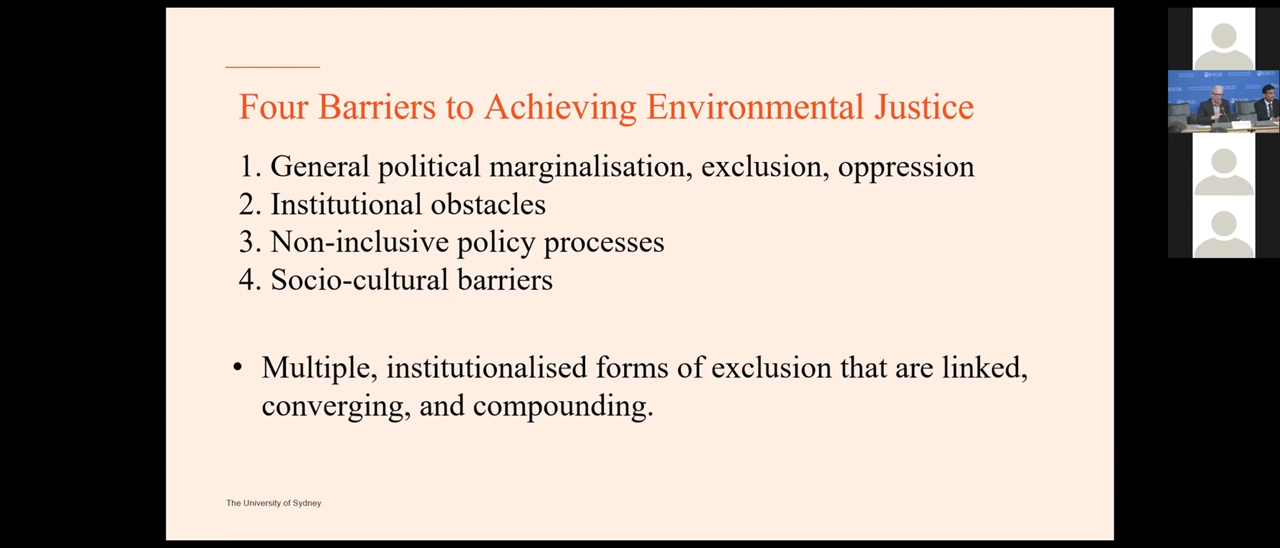 Four Barriers to Achieving Environmental Justice
1. General political marginalisation, exclusion, oppression
2. Institutional obstacles
3. Non-inclusive policy processes
4. Socio-cultural barriers
• Multiple, institutionalised forms of exclusion that are linked,
converging, and compounding.
The University of Sydney